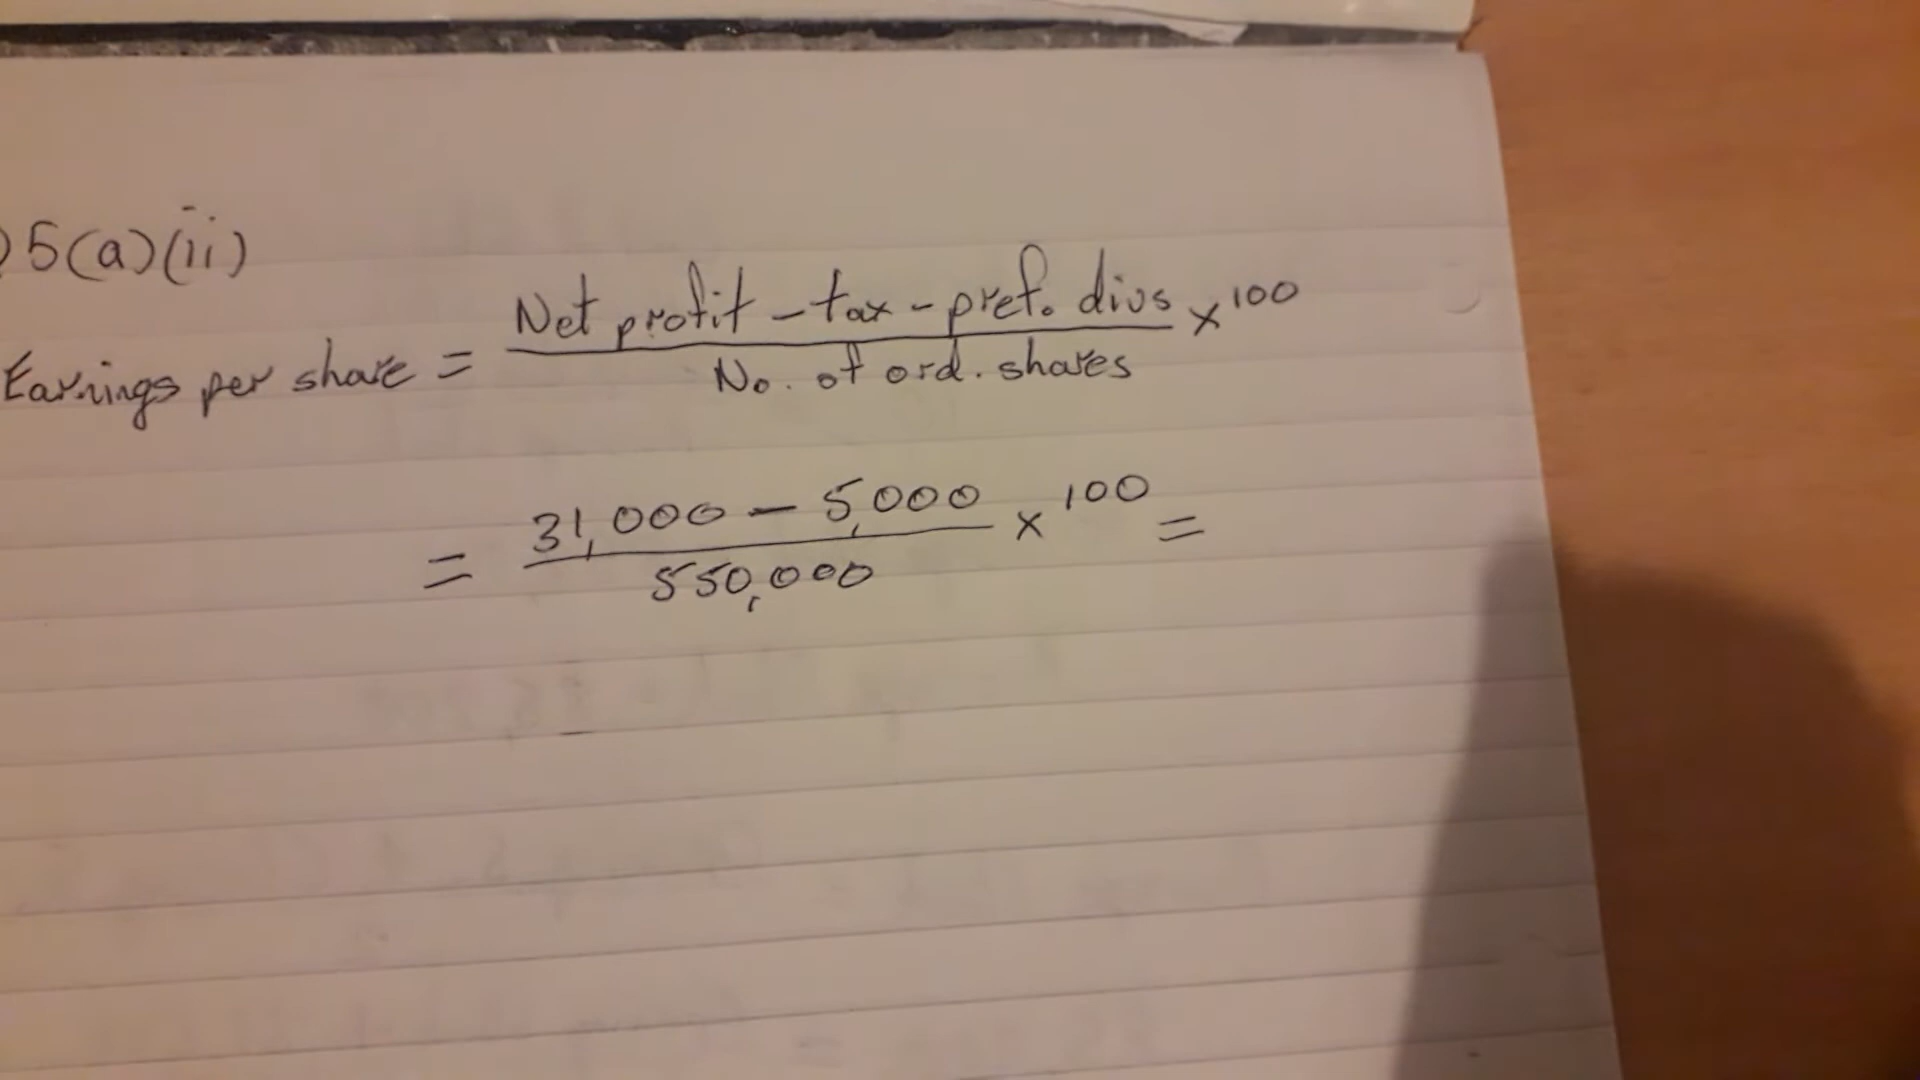 5(a)(ii)
Earnings per share = Net profit - tax - pref. divs × 100
No. of ord. shares
= 31,000 - 5,000 × 100 =
550,000